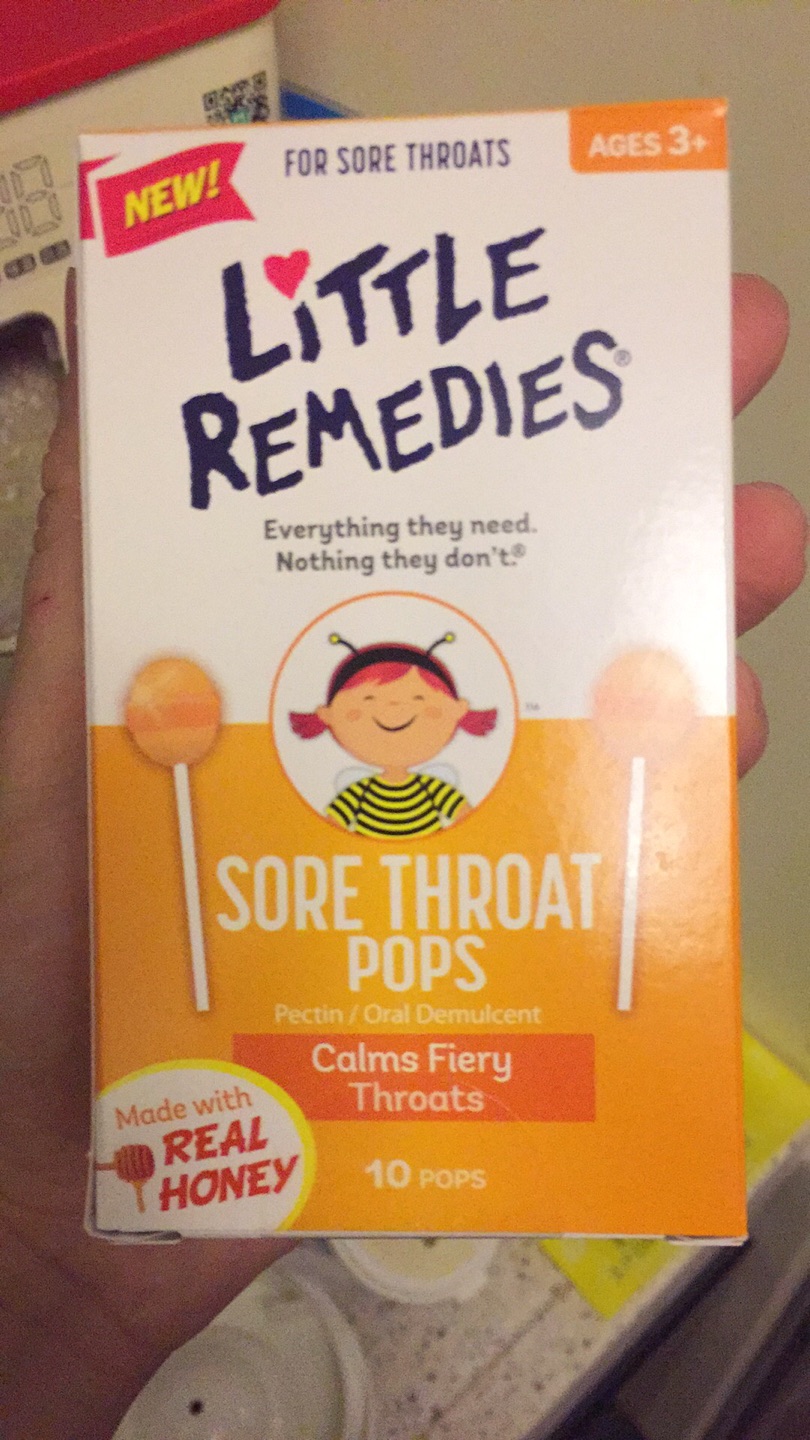 NEW!
FOR SORE THROATS
AGES 3+
LiTTLE
REMEDIES®
Everything they need.
Nothing they don't.®
SORE THROAT
POPS
Pectin / Oral Demulcent
Calms Fiery
Throats
Made with
REAL
HONEY
10 POPS